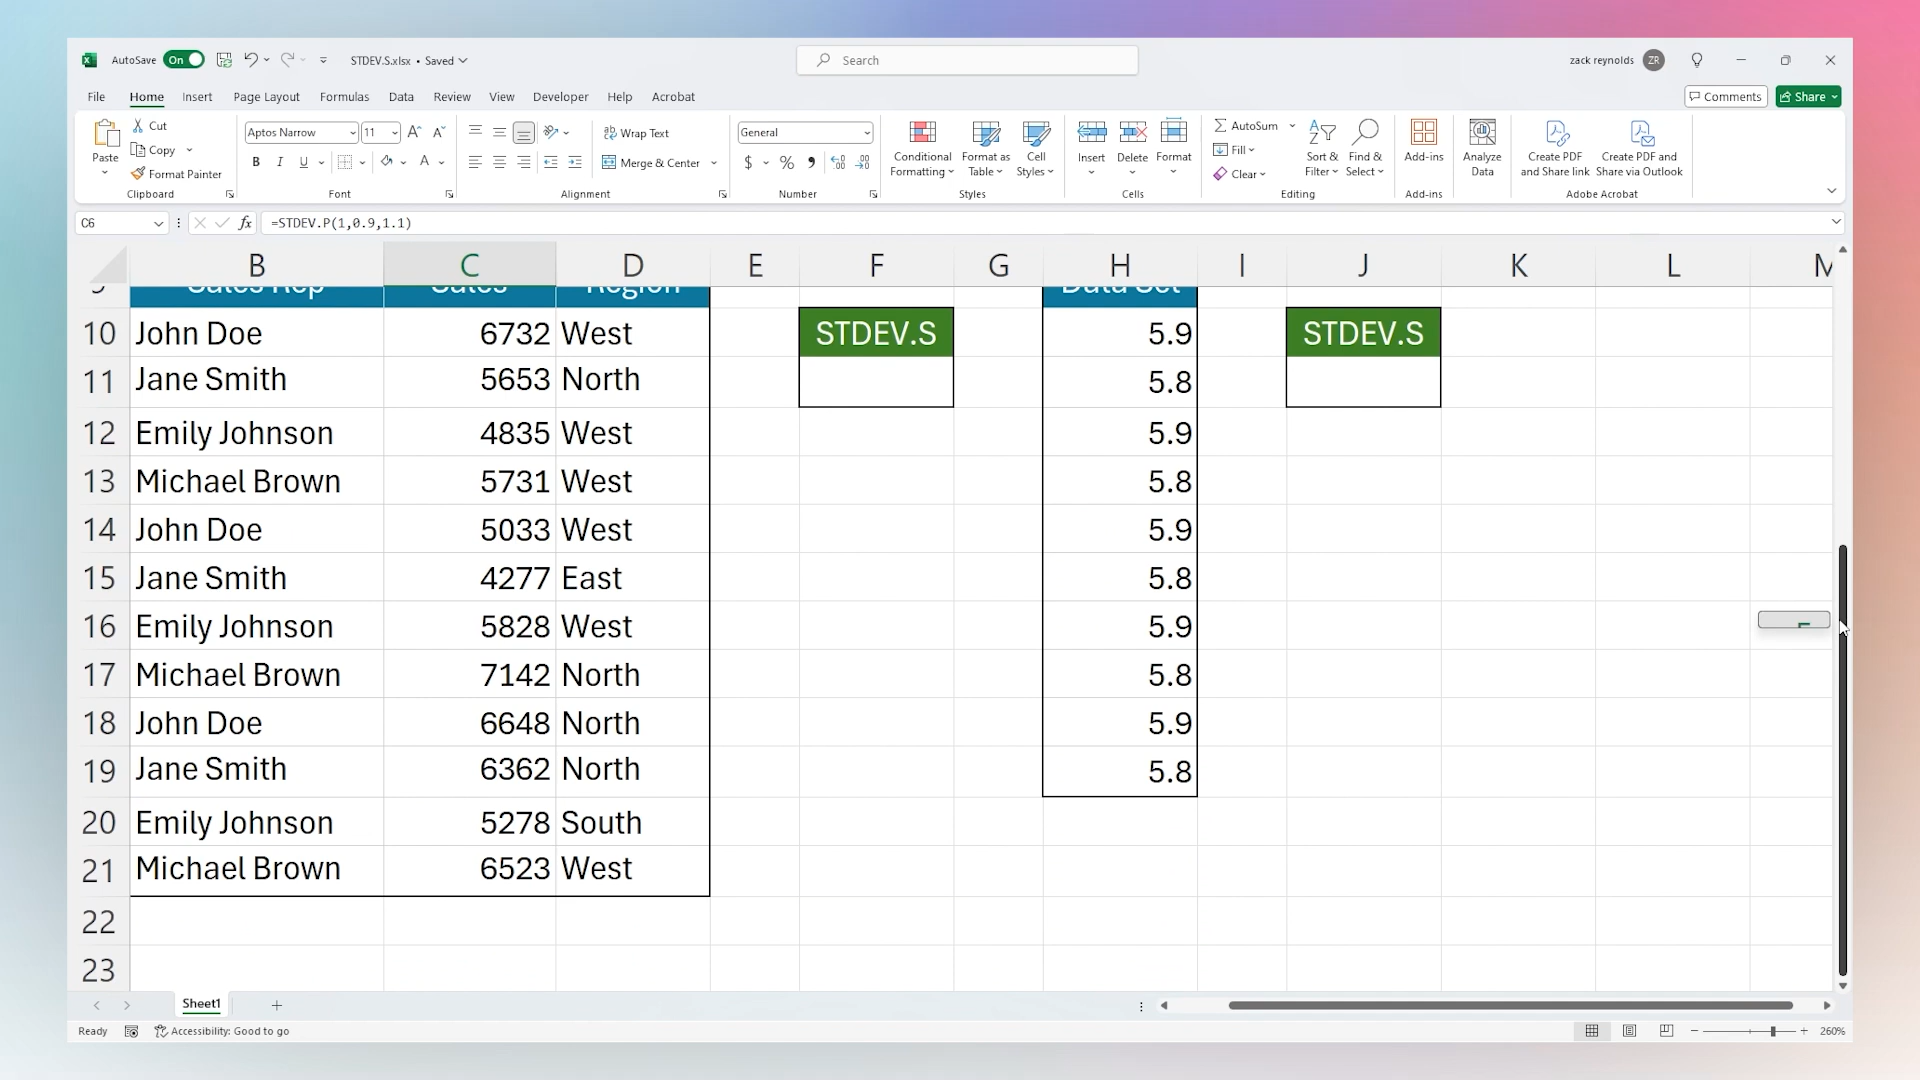 AutoSave On STDEV.S.xlsx • Saved Search zack reynolds ZR
File Home Insert Page Layout Formulas Data Review View Developer Help Acrobat Comments Share
Paste Cut Copy Format Painter Clipboard
Aptos Narrow 11 B I U A Font
Wrap Text Merge & Center Alignment
General $ % Number
Conditional Formatting Format as Table Cell Styles Styles
Insert Delete Format Cells
AutoSum Fill Clear Sort & Filter Find & Select Editing
Add-ins Add-ins
Analyze Data
Create PDF and Share link Create PDF and Share via Outlook Adobe Acrobat
C6 fx =STDEV.P(1,0.9,1.1)
B C D E F G H I J K L M
Sales Rep Sales Region Data Set
10 John Doe 6732 West STDEV.S 5.9 STDEV.S
11 Jane Smith 5653 North 5.8
12 Emily Johnson 4835 West 5.9
13 Michael Brown 5731 West 5.8
14 John Doe 5033 West 5.9
15 Jane Smith 4277 East 5.8
16 Emily Johnson 5828 West 5.9
17 Michael Brown 7142 North 5.8
18 John Doe 6648 North 5.9
19 Jane Smith 6362 North 5.8
20 Emily Johnson 5278 South
21 Michael Brown 6523 West
22
23
Sheet1
Ready Accessibility: Good to go 260%